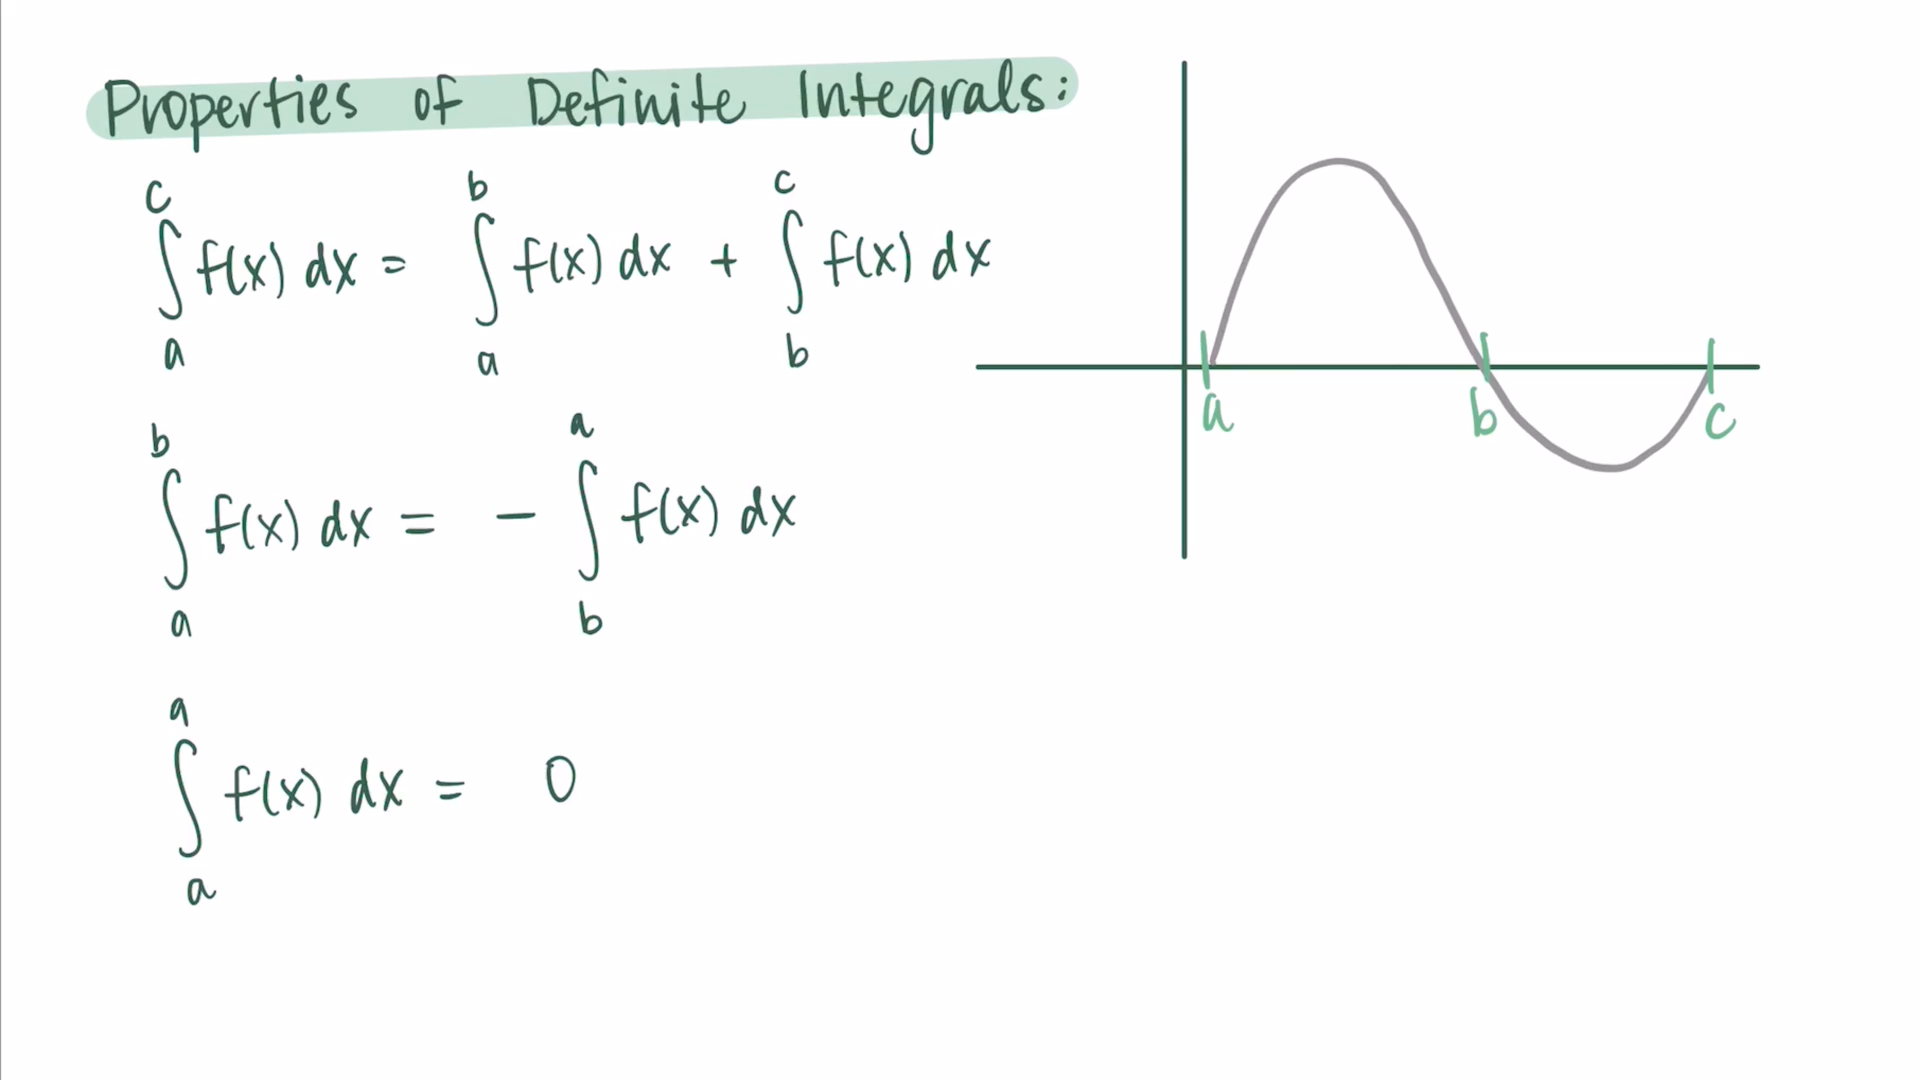 Properties of Definite Integrals:
∫_a^c f(x) dx = ∫_a^b f(x) dx + ∫_b^c f(x) dx
∫_a^b f(x) dx = - ∫_b^a f(x) dx
∫_a^a f(x) dx = 0
a b c